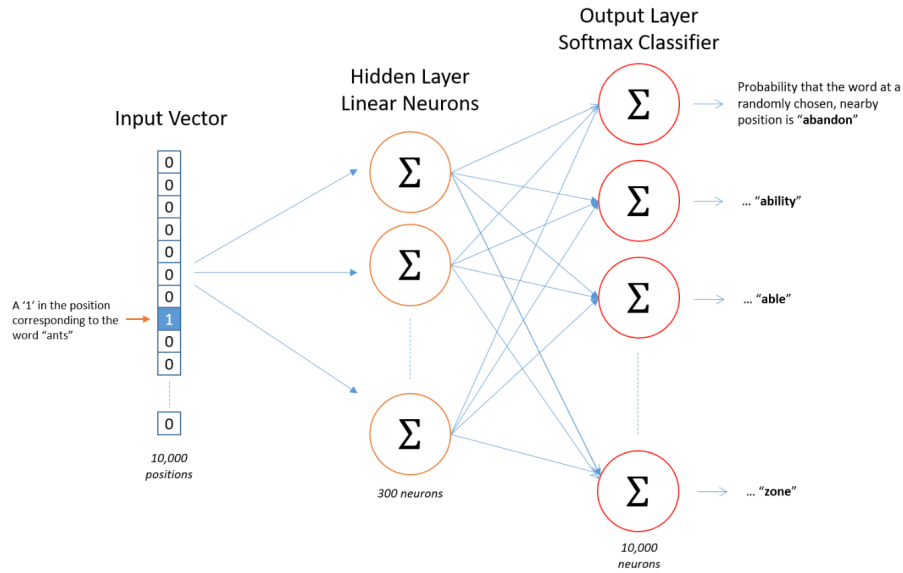 Output Layer
Softmax Classifier
Hidden Layer
Linear Neurons
Input Vector
0
0
0
0
0
0
0
1
0
0
0
A ‘1’ in the position
corresponding to the
word “ants”
10,000
positions
Σ
Σ
Σ
300 neurons
Σ
Σ
Σ
Σ
10,000
neurons
Probability that the word at a
randomly chosen, nearby
position is “abandon”
... “ability”
... “able”
... “zone”